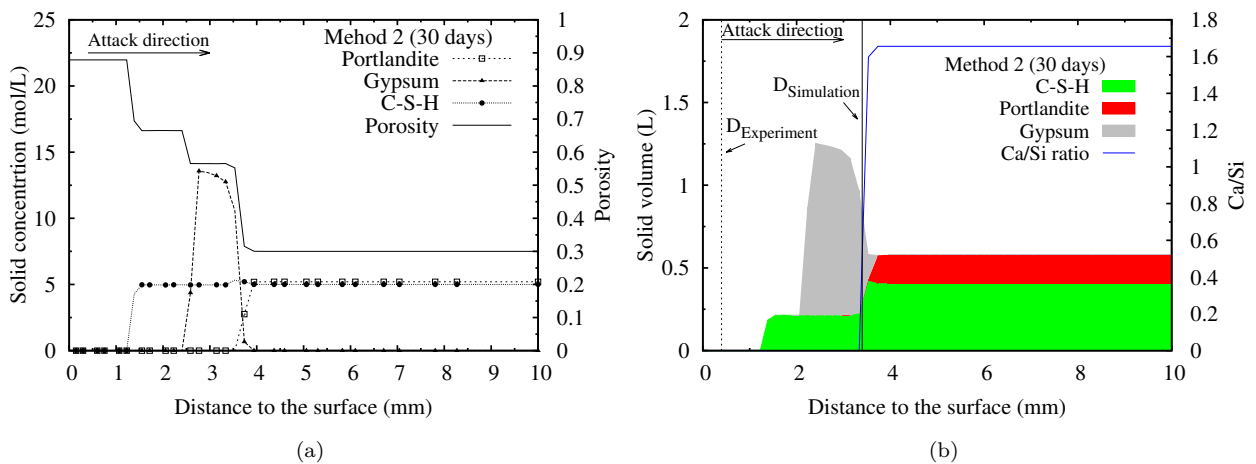 25
20
15
10
5
0
0 1 2 3 4 5 6 7 8 9 10
1
0.9
0.8
0.7
0.6
0.5
0.4
0.3
0.2
0.1
0
Solid concentrtion (mol/L)
Distance to the surface (mm)
Porosity
Attack direction
Mehod 2 (30 days)
Portlandite
Gypsum
C-S-H
Porosity
(a)
2
1.5
1
0.5
0
0 2 4 6 8 10
1.8
1.6
1.4
1.2
1
0.8
0.6
0.4
0.2
0
Solid volume (L)
Distance to the surface (mm)
Ca/Si
Attack direction
DSimulation
DExperiment
Method 2 (30 days)
C-S-H
Portlandite
Gypsum
Ca/Si ratio
(b)